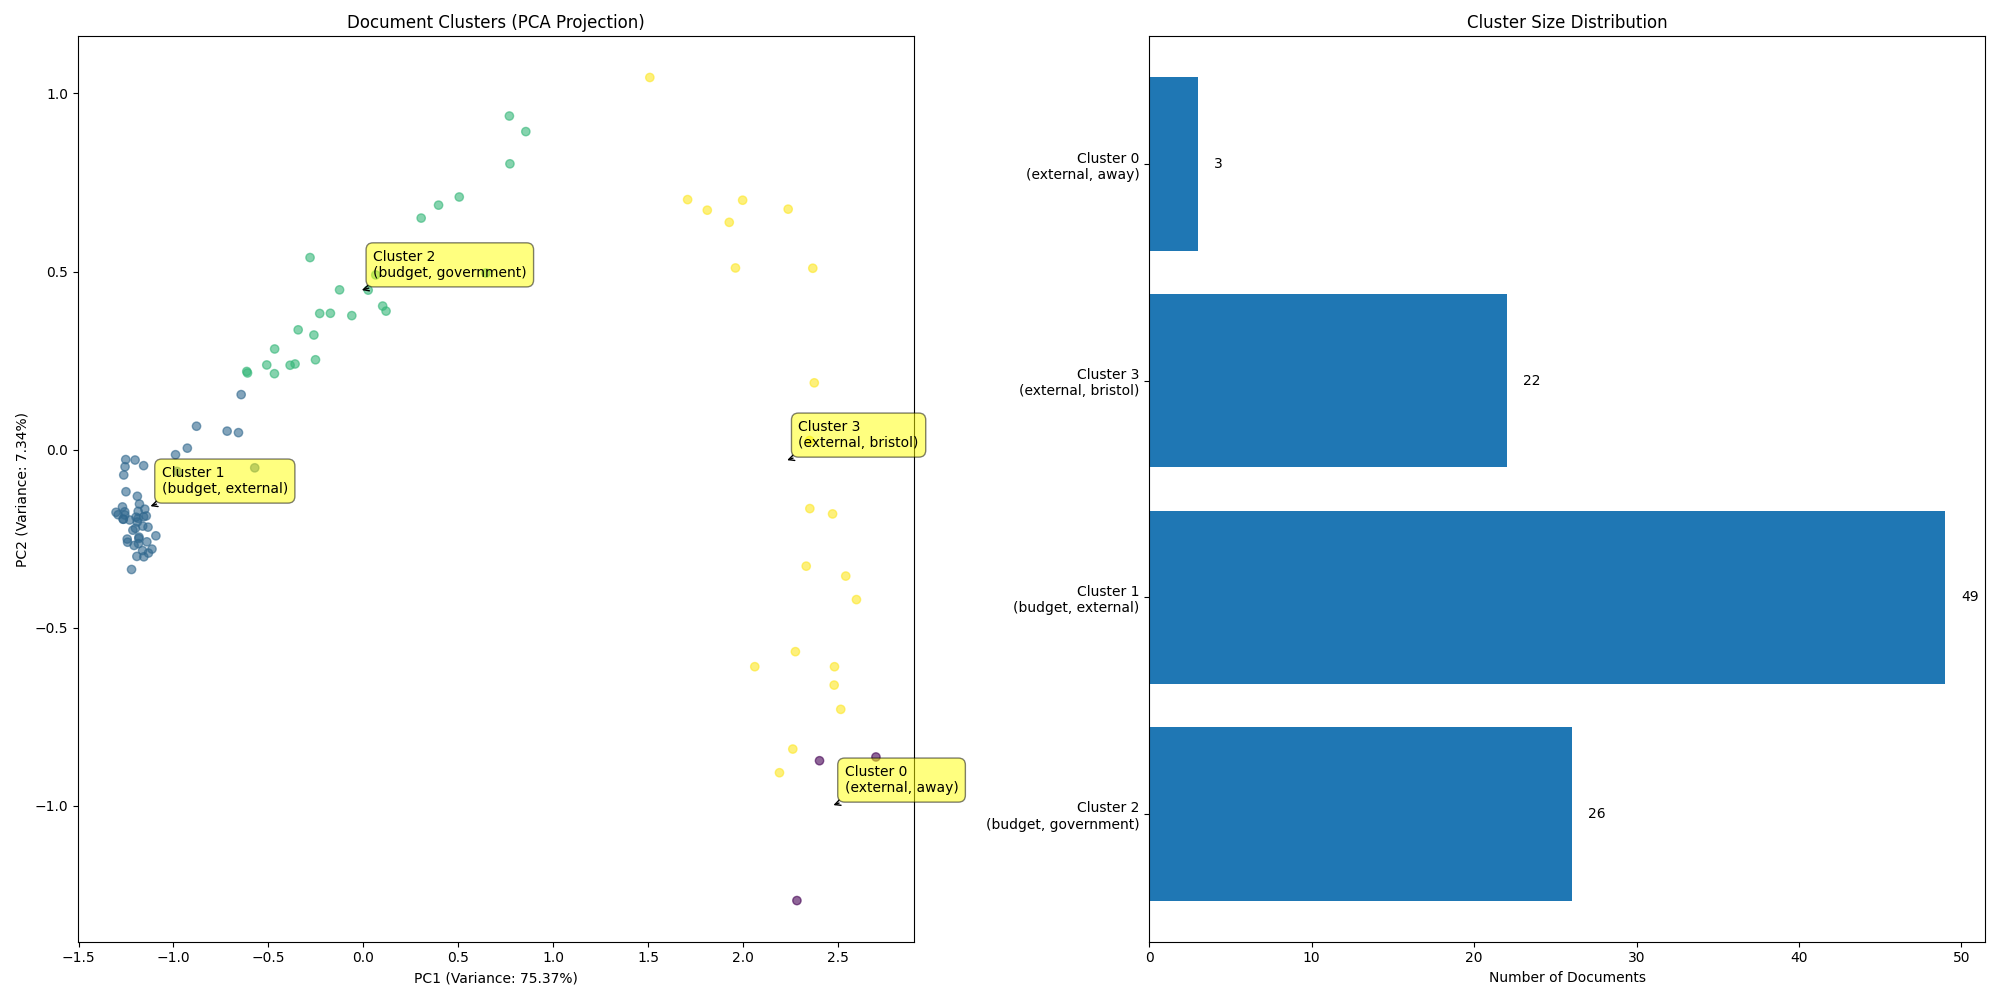 Document Clusters (PCA Projection)
1.0
0.5
0.0
−0.5
−1.0
PC2 (Variance: 7.34%)
Cluster 2
(budget, government)
Cluster 3
(external, bristol)
Cluster 1
(budget, external)
Cluster 0
(external, away)
−1.5
−1.0
−0.5
0.0
0.5
1.0
1.5
2.0
2.5
PC1 (Variance: 75.37%)
Cluster Size Distribution
Cluster 0
(external, away)
3
Cluster 3
(external, bristol)
22
Cluster 1
(budget, external)
49
Cluster 2
(budget, government)
26
0
10
20
30
40
50
Number of Documents